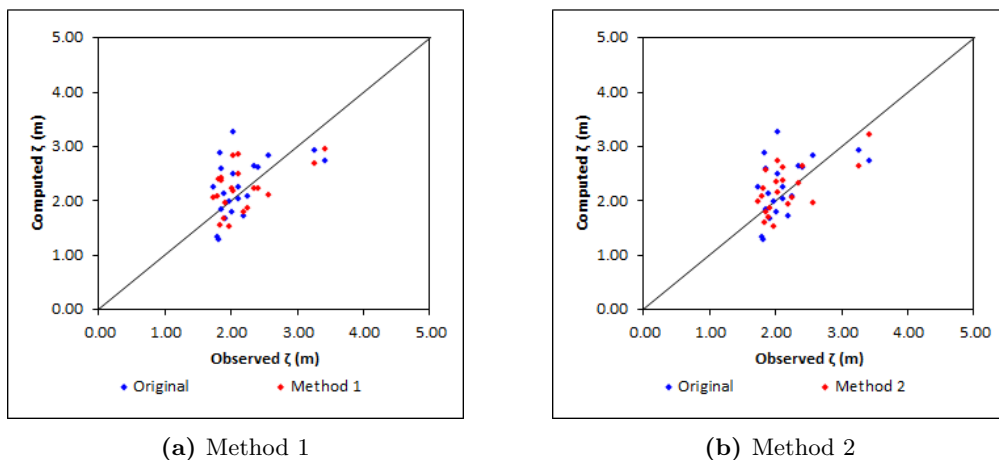 5.00
4.00
3.00
2.00
1.00
0.00
Computed ζ (m)
0.00 1.00 2.00 3.00 4.00 5.00
Observed ζ (m)
Original Method 1
(a) Method 1
5.00
4.00
3.00
2.00
1.00
0.00
Computed ζ (m)
0.00 1.00 2.00 3.00 4.00 5.00
Observed ζ (m)
Original Method 2
(b) Method 2